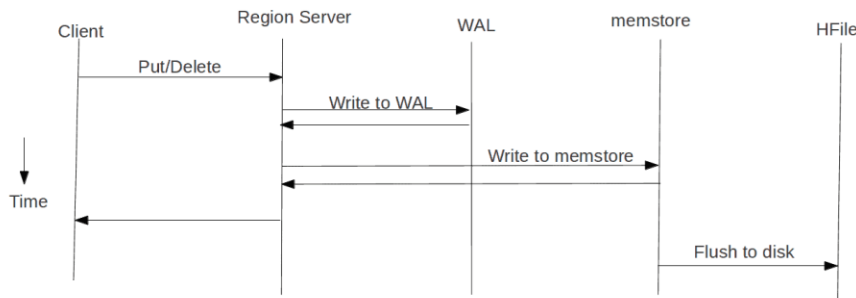 Client
Region Server
WAL
memstore
HFile
Put/Delete
Write to WAL
Write to memstore
Time
Flush to disk